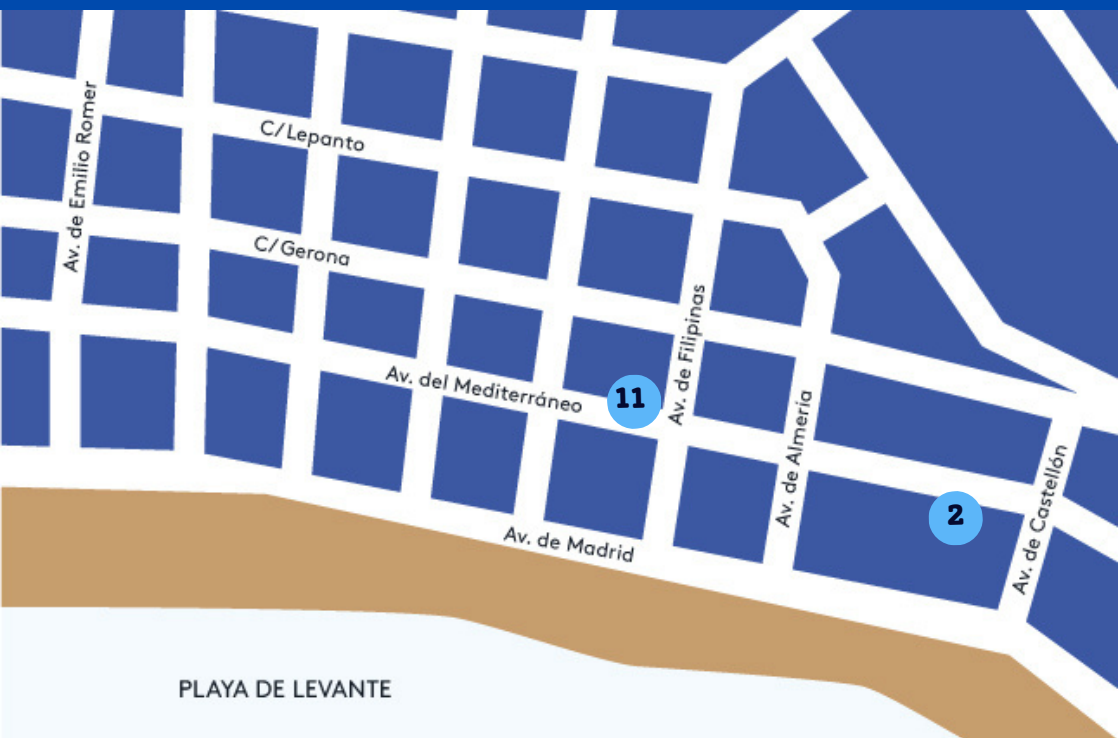 Av. de Emilio Romer
C/Lepanto
C/Gerona
Av. del Mediterráneo
11
Av. de Filipinas
Av. de Almería
2
Av. de Castellón
Av. de Madrid
PLAYA DE LEVANTE